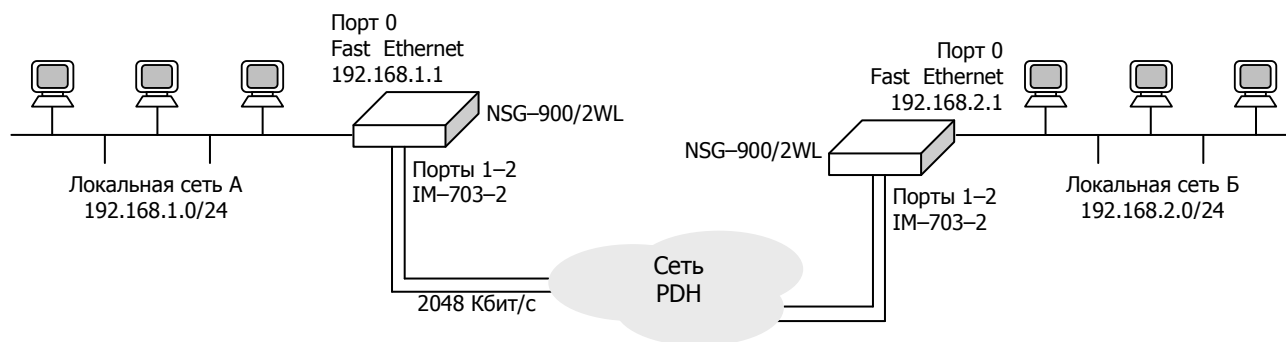 Порт 0
Fast Ethernet
192.168.1.1
NSG–900/2WL
Порты 1–2
IM–703–2
Локальная сеть А
192.168.1.0/24
2048 Кбит/с
Сеть
PDH
Порт 0
Fast Ethernet
192.168.2.1
NSG–900/2WL
Порты 1–2
IM–703–2
Локальная сеть Б
192.168.2.0/24